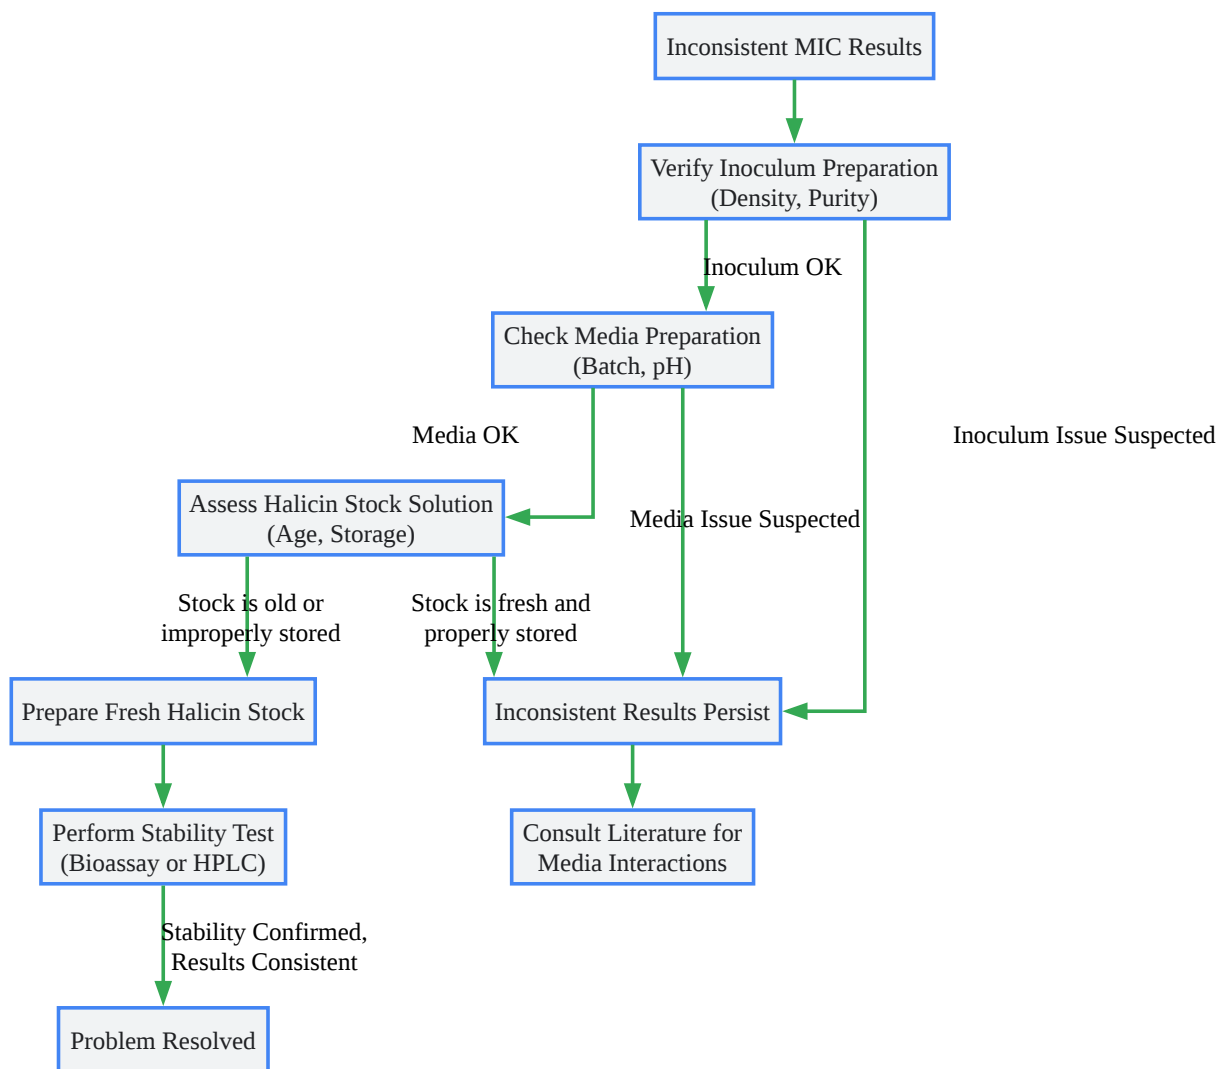 Inconsistent MIC Results
Verify Inoculum Preparation
(Density, Purity)
Inoculum OK
Check Media Preparation
(Batch, pH)
Media OK
Inoculum Issue Suspected
Assess Halicin Stock Solution
(Age, Storage)
Media Issue Suspected
Stock is old or
improperly stored
Stock is fresh and
properly stored
Prepare Fresh Halicin Stock
Inconsistent Results Persist
Perform Stability Test
(Bioassay or HPLC)
Consult Literature for
Media Interactions
Stability Confirmed,
Results Consistent
Problem Resolved